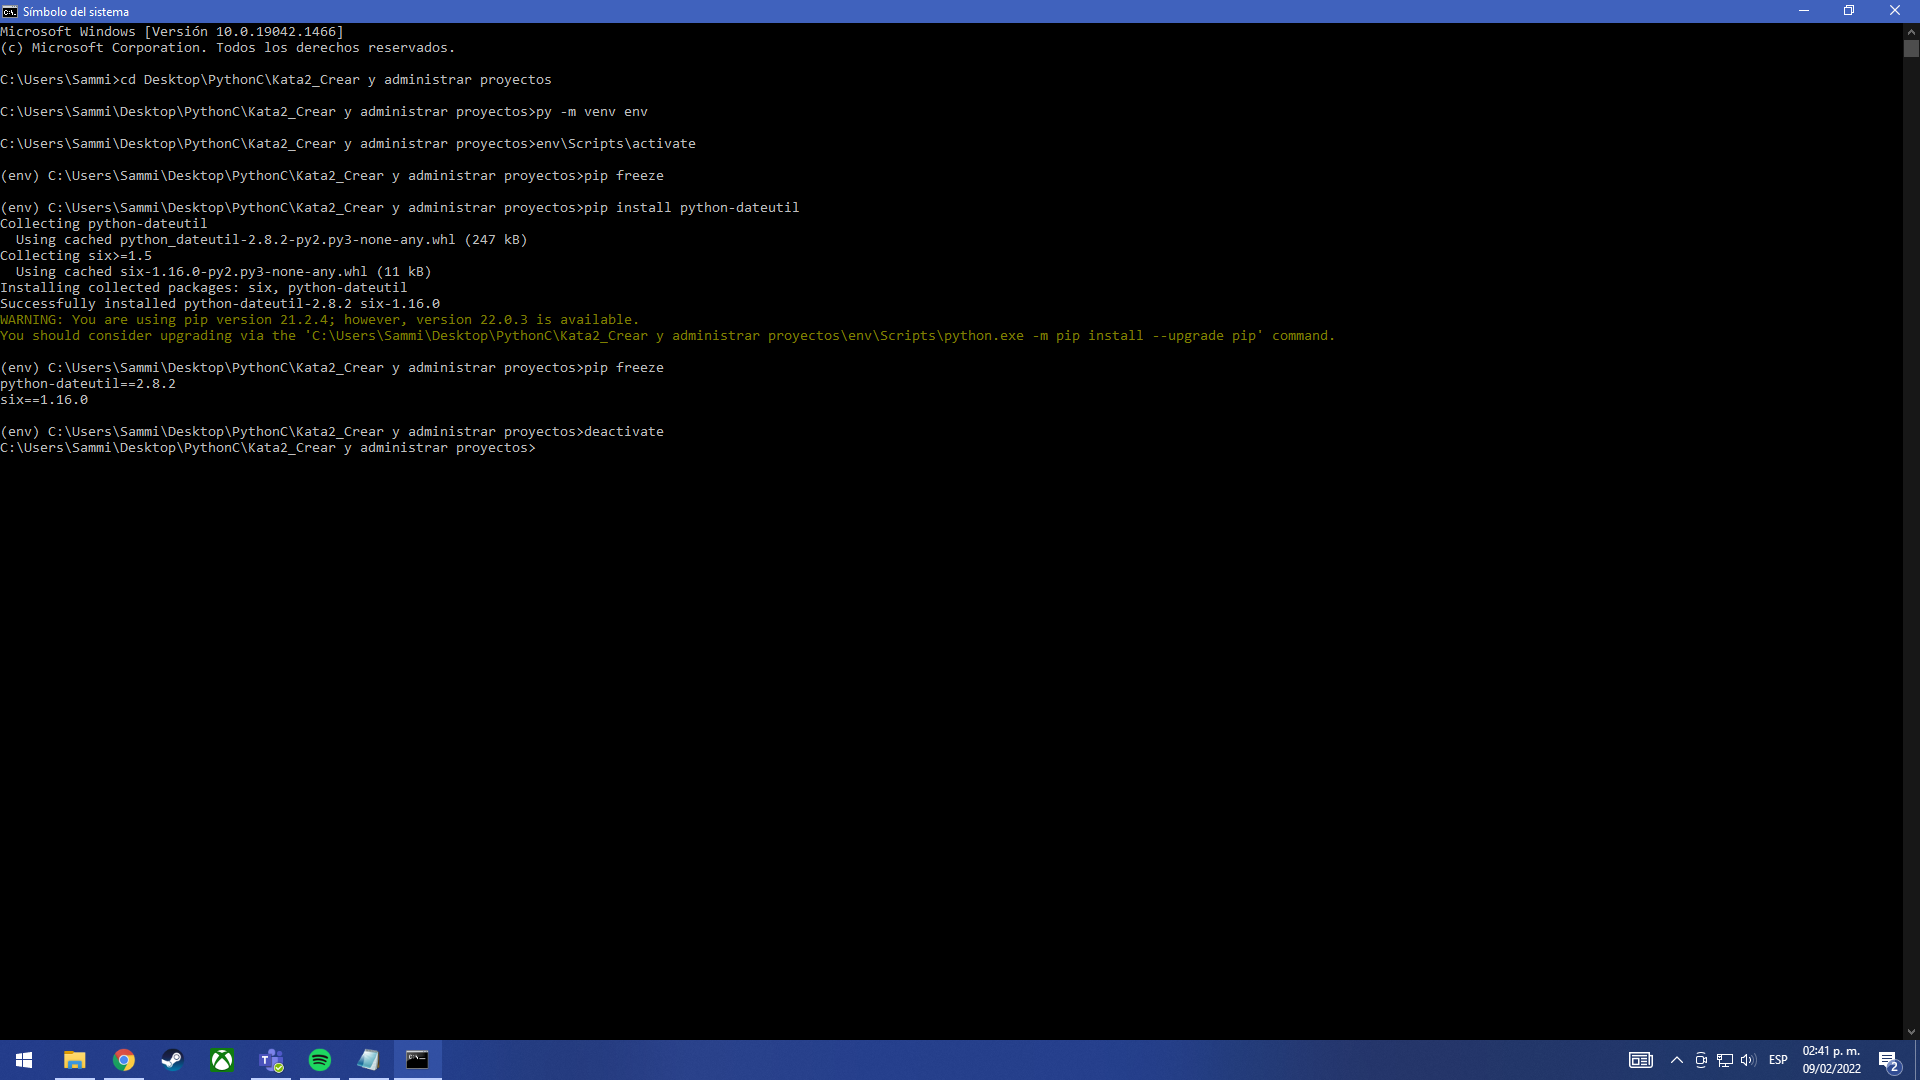 Símbolo del sistema
Microsoft Windows [Versión 10.0.19042.1466]
(c) Microsoft Corporation. Todos los derechos reservados.
C:\Users\Sammi>cd Desktop\PythonC\Kata2_Crear y administrar proyectos
C:\Users\Sammi\Desktop\PythonC\Kata2_Crear y administrar proyectos>py -m venv env
C:\Users\Sammi\Desktop\PythonC\Kata2_Crear y administrar proyectos>env\Scripts\activate
(env) C:\Users\Sammi\Desktop\PythonC\Kata2_Crear y administrar proyectos>pip freeze
(env) C:\Users\Sammi\Desktop\PythonC\Kata2_Crear y administrar proyectos>pip install python-dateutil
Collecting python-dateutil
  Using cached python_dateutil-2.8.2-py2.py3-none-any.whl (247 kB)
Collecting six>=1.5
  Using cached six-1.16.0-py2.py3-none-any.whl (11 kB)
Installing collected packages: six, python-dateutil
Successfully installed python-dateutil-2.8.2 six-1.16.0
WARNING: You are using pip version 21.2.4; however, version 22.0.3 is available.
You should consider upgrading via the 'C:\Users\Sammi\Desktop\PythonC\Kata2_Crear y administrar proyectos\env\Scripts\python.exe -m pip install --upgrade pip' command.
(env) C:\Users\Sammi\Desktop\PythonC\Kata2_Crear y administrar proyectos>pip freeze
python-dateutil==2.8.2
six==1.16.0
(env) C:\Users\Sammi\Desktop\PythonC\Kata2_Crear y administrar proyectos>deactivate
C:\Users\Sammi\Desktop\PythonC\Kata2_Crear y administrar proyectos>
ESP
02:41 p. m.
09/02/2022
2